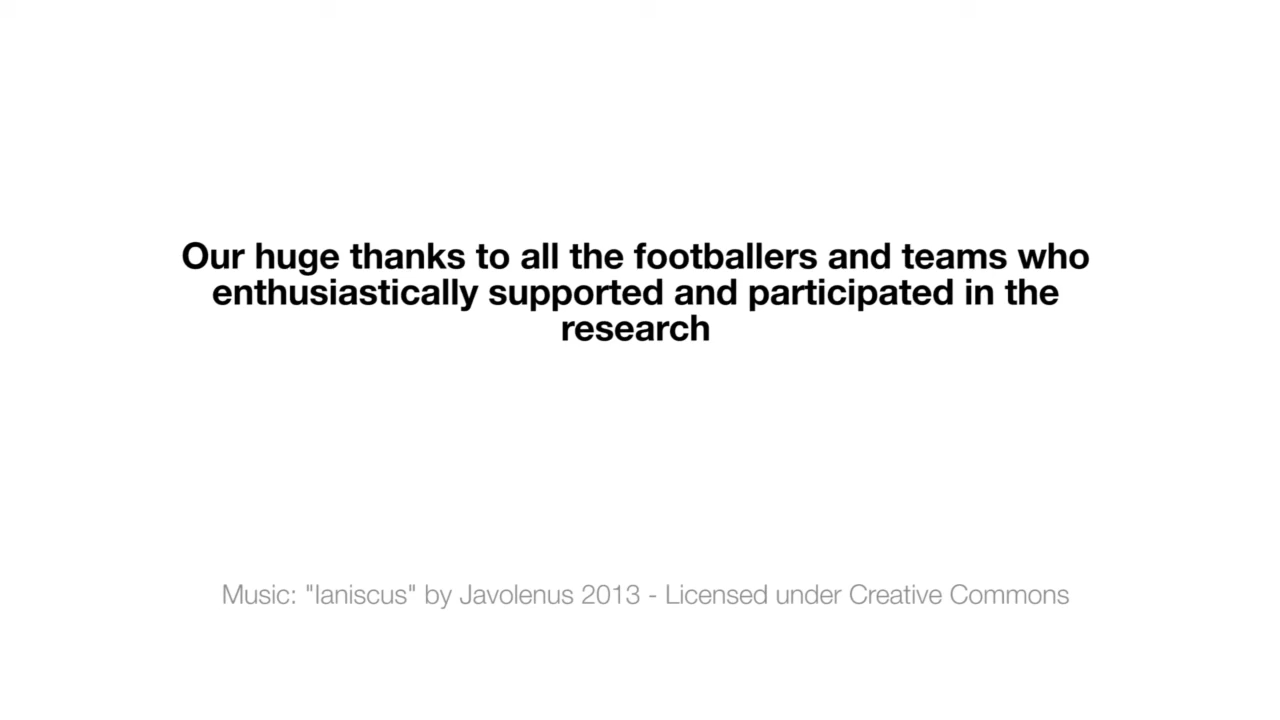 Our huge thanks to all the footballers and teams who
enthusiastically supported and participated in the
research
Music: "Ianiscus" by Javolenus 2013 - Licensed under Creative Commons